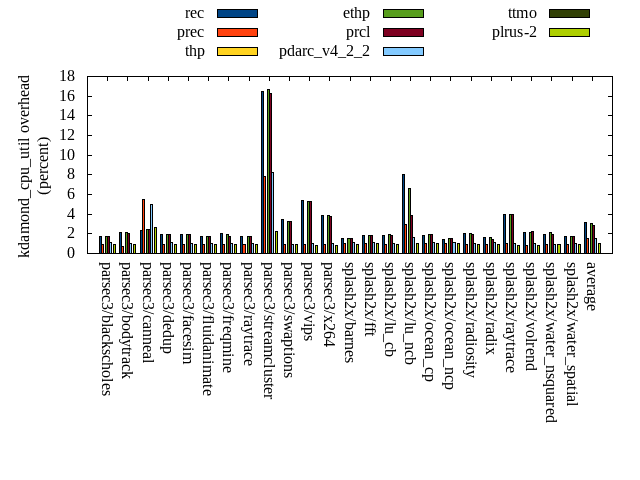 rec ethp ttmo
prec prcl plrus-2
thp pdarc_v4_2_2
kdamond_cpu_util overhead
(percent)
18
16
14
12
10
8
6
4
2
0
parsec3/blackscholes
parsec3/bodytrack
parsec3/canneal
parsec3/dedup
parsec3/facesim
parsec3/fluidanimate
parsec3/freqmine
parsec3/raytrace
parsec3/streamcluster
parsec3/swaptions
parsec3/vips
parsec3/x264
splash2x/barnes
splash2x/fft
splash2x/lu_cb
splash2x/lu_ncb
splash2x/ocean_cp
splash2x/ocean_ncp
splash2x/radiosity
splash2x/radix
splash2x/raytrace
splash2x/volrend
splash2x/water_nsquared
splash2x/water_spatial
average